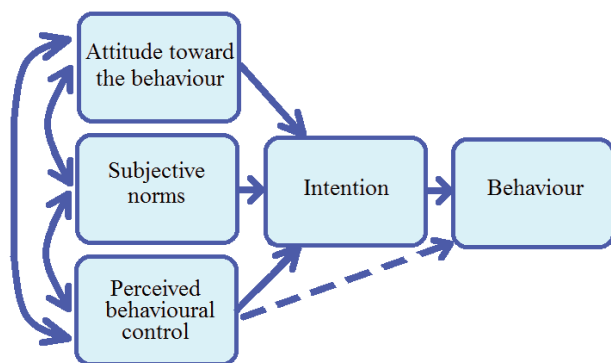 Attitude toward
the behaviour
Subjective
norms
Intention
Behaviour
Perceived
behavioural
control